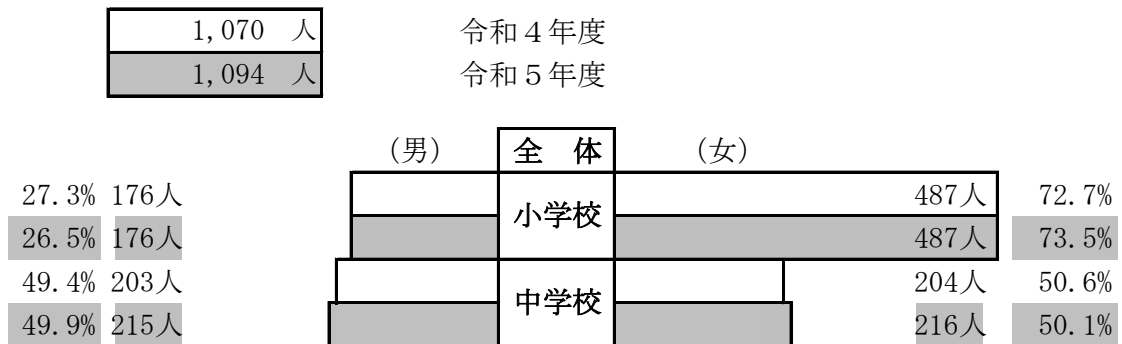 1,070 人 令和４年度
1,094 人 令和５年度
(男) 全 体 (女)
27.3% 176人 小学校 487人 72.7%
26.5% 176人 487人 73.5%
49.4% 203人 中学校 204人 50.6%
49.9% 215人 216人 50.1%